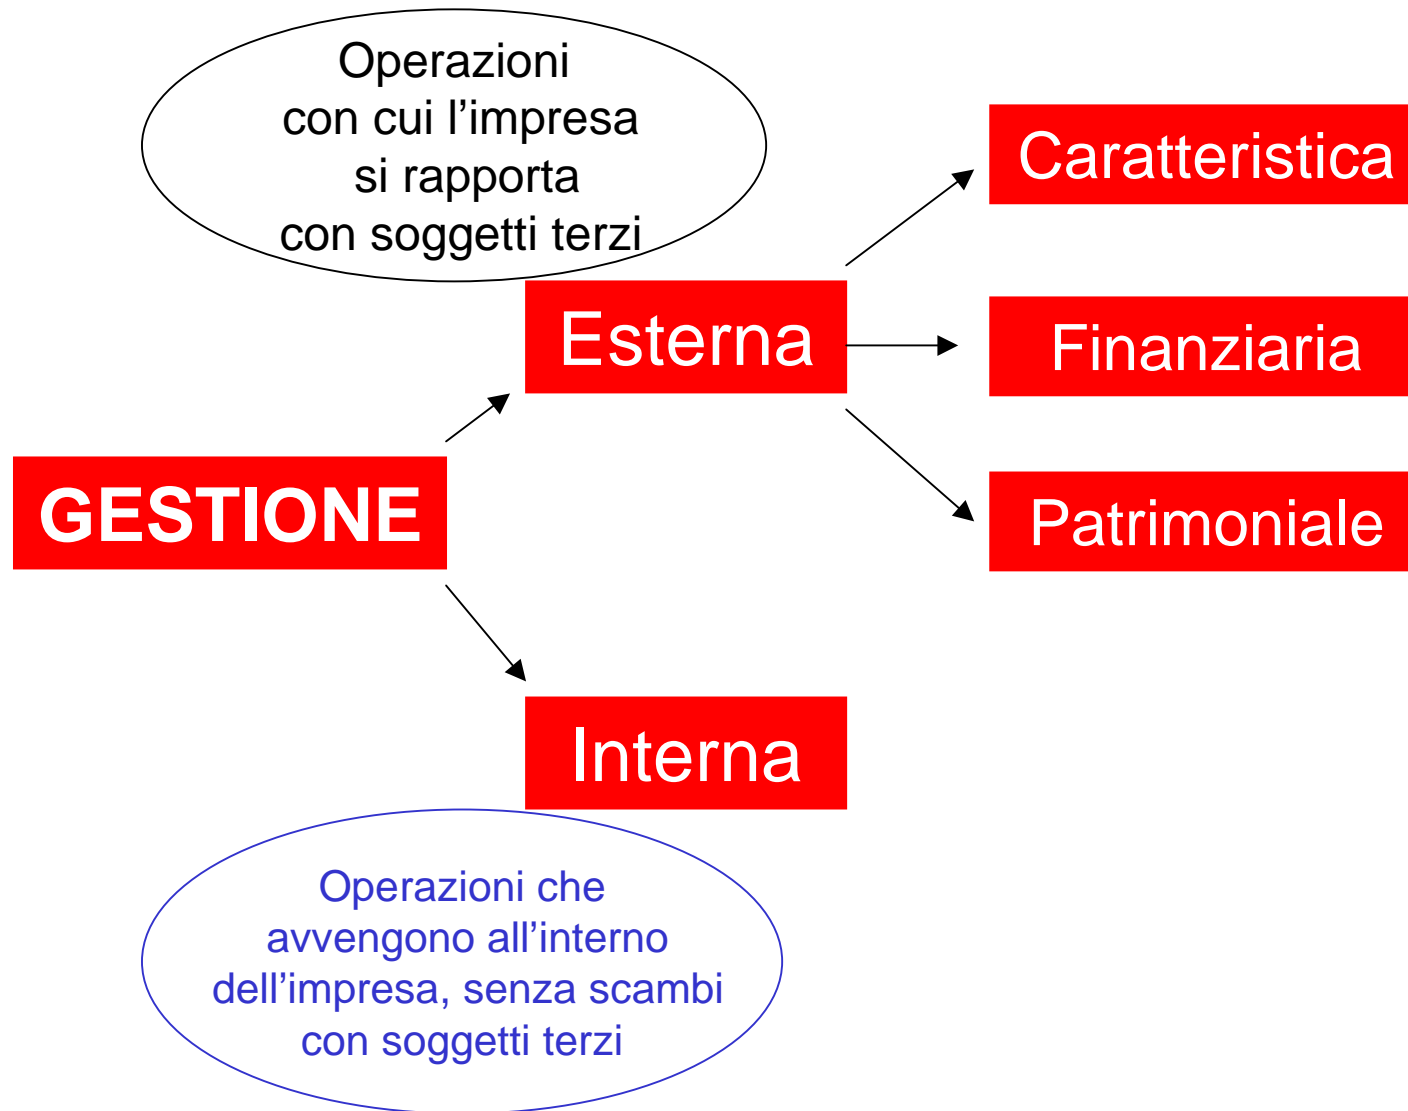 Operazioni
con cui l’impresa
si rapporta
con soggetti terzi
Caratteristica
Esterna
Finanziaria
GESTIONE
Patrimoniale
Interna
Operazioni che
avvengono all’interno
dell’impresa, senza scambi
con soggetti terzi